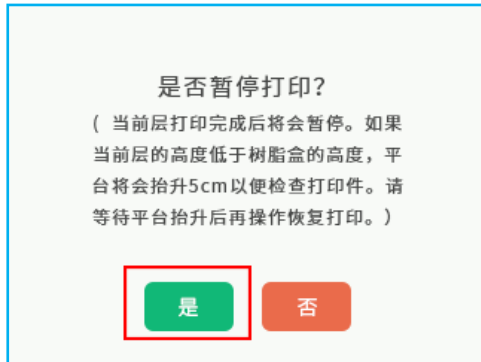 是否暂停打印?
( 当前层打印完成后将会暂停。如果
当前层的高度低于树脂盒的高度，平
台将会抬升5cm以便检查打印件。请
等待平台抬升后再操作恢复打印。）
是
否